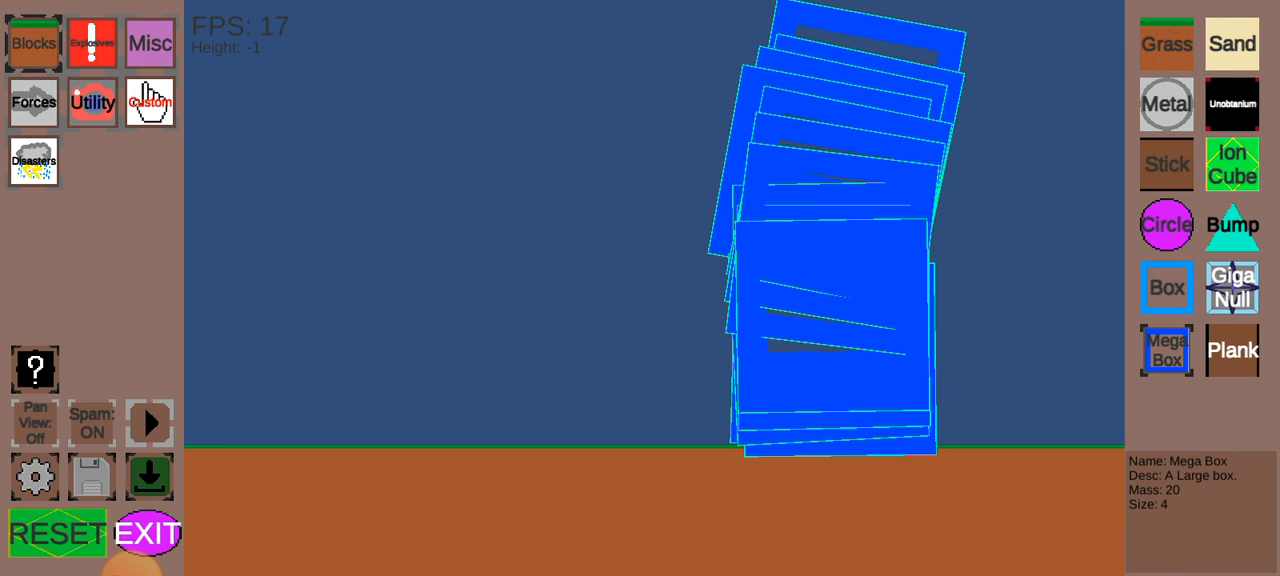 Blocks
Explosives
Misc
Forces
Utility
Custom
Disasters
?
Pan
View:
Off
Spam:
ON
RESET
EXIT
FPS: 17
Height: -1
Grass
Sand
Metal
Unobtanium
Stick
Ion
Cube
Circle
Bump
Box
Giga
Null
Mega
Box
Plank
Name: Mega Box
Desc: A Large box.
Mass: 20
Size: 4